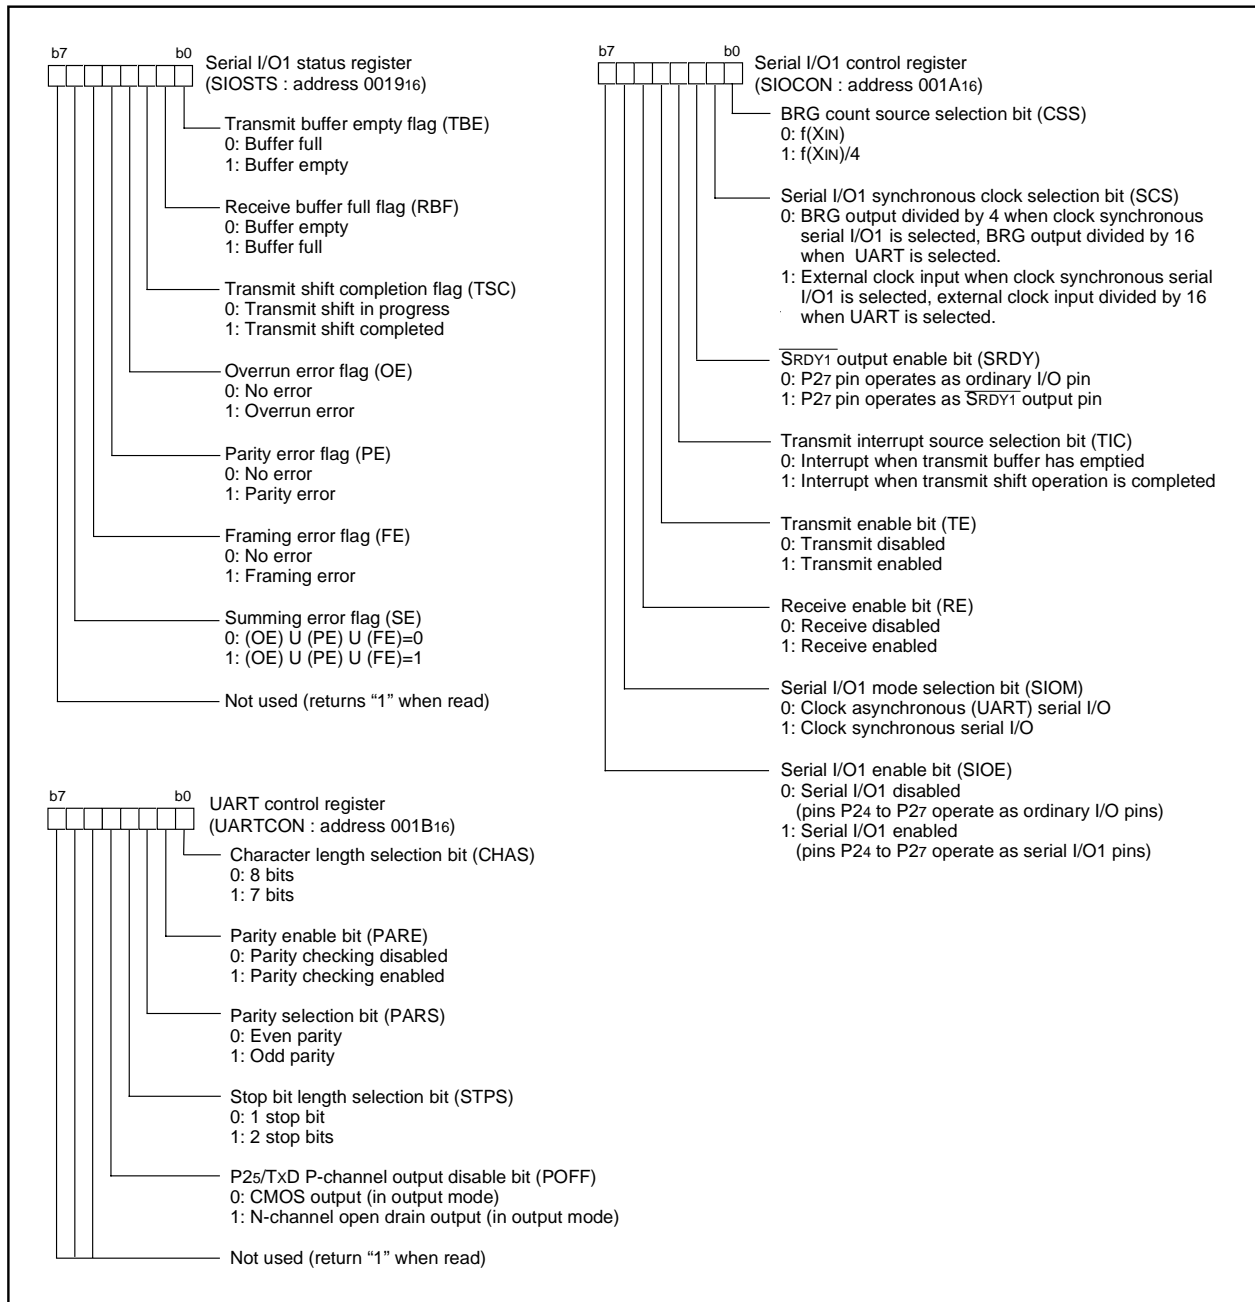 b7 b0
Serial I/O1 status register
(SIOSTS : address 001916)
Transmit buffer empty flag (TBE)
0: Buffer full
1: Buffer empty
Receive buffer full flag (RBF)
0: Buffer empty
1: Buffer full
Transmit shift completion flag (TSC)
0: Transmit shift in progress
1: Transmit shift completed
Overrun error flag (OE)
0: No error
1: Overrun error
Parity error flag (PE)
0: No error
1: Parity error
Framing error flag (FE)
0: No error
1: Framing error
Summing error flag (SE)
0: (OE) U (PE) U (FE)=0
1: (OE) U (PE) U (FE)=1
Not used (returns “1” when read)
b7 b0
UART control register
(UARTCON : address 001B16)
Character length selection bit (CHAS)
0: 8 bits
1: 7 bits
Parity enable bit (PARE)
0: Parity checking disabled
1: Parity checking enabled
Parity selection bit (PARS)
0: Even parity
1: Odd parity
Stop bit length selection bit (STPS)
0: 1 stop bit
1: 2 stop bits
P25/TXD P-channel output disable bit (POFF)
0: CMOS output (in output mode)
1: N-channel open drain output (in output mode)
Not used (return “1” when read)
b7 b0
Serial I/O1 control register
(SIOCON : address 001A16)
BRG count source selection bit (CSS)
0: f(XIN)
1: f(XIN)/4
Serial I/O1 synchronous clock selection bit (SCS)
0: BRG output divided by 4 when clock synchronous
serial I/O1 is selected, BRG output divided by 16
when UART is selected.
1: External clock input when clock synchronous serial
I/O1 is selected, external clock input divided by 16
when UART is selected.
SRDY1 output enable bit (SRDY)
0: P27 pin operates as ordinary I/O pin
1: P27 pin operates as SRDY1 output pin
Transmit interrupt source selection bit (TIC)
0: Interrupt when transmit buffer has emptied
1: Interrupt when transmit shift operation is completed
Transmit enable bit (TE)
0: Transmit disabled
1: Transmit enabled
Receive enable bit (RE)
0: Receive disabled
1: Receive enabled
Serial I/O1 mode selection bit (SIOM)
0: Clock asynchronous (UART) serial I/O
1: Clock synchronous serial I/O
Serial I/O1 enable bit (SIOE)
0: Serial I/O1 disabled
(pins P24 to P27 operate as ordinary I/O pins)
1: Serial I/O1 enabled
(pins P24 to P27 operate as serial I/O1 pins)